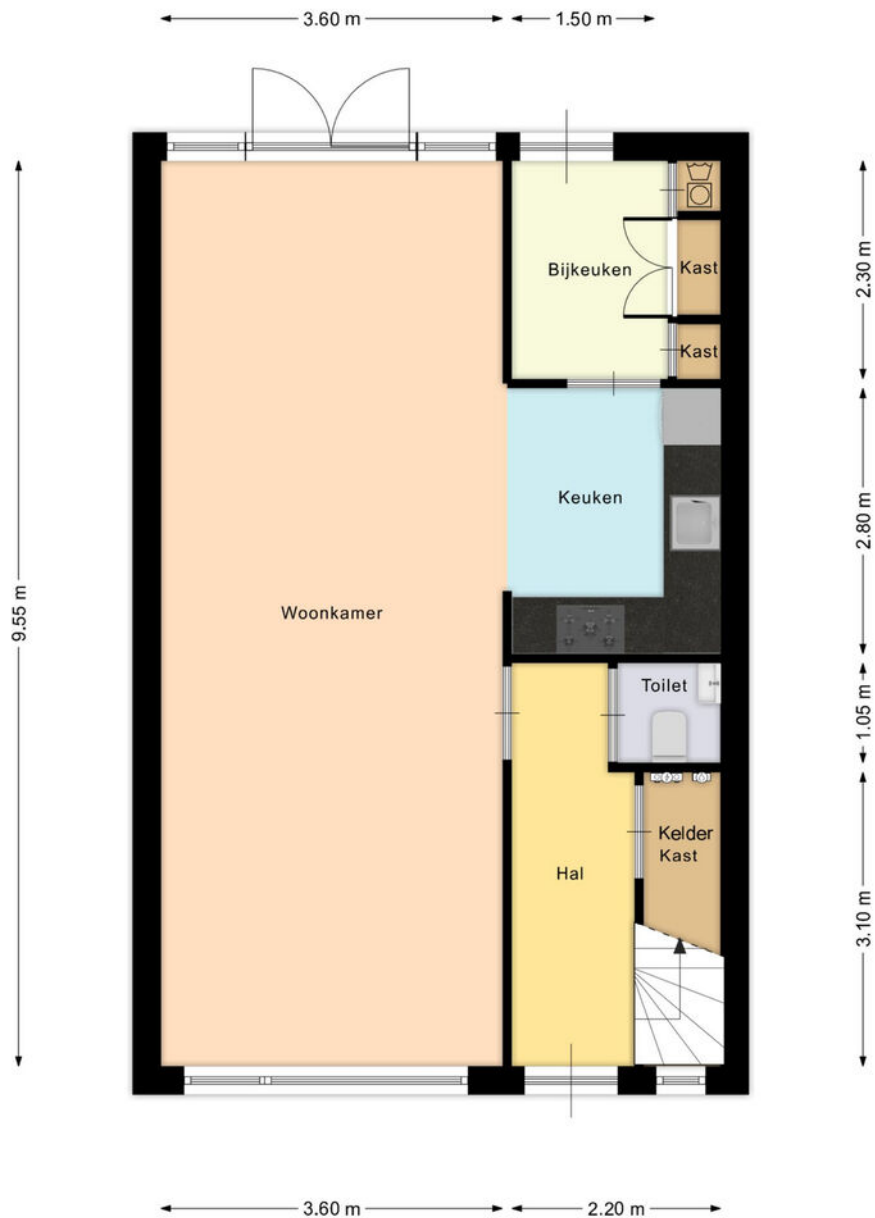 3.60 m
1.50 m
Bijkeuken
Kast
2.30 m
Kast
Keuken
2.80 m
9.55 m
Woonkamer
Toilet
1.05 m
Kelder
Kast
Hal
3.10 m
3.60 m
2.20 m